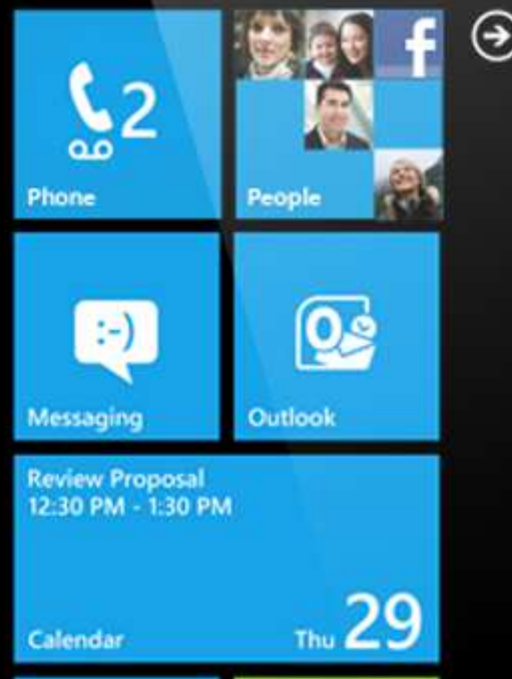 2
Phone
f
People
:-)
Messaging
O
Outlook
Review Proposal
12:30 PM - 1:30 PM
Calendar
Thu 29